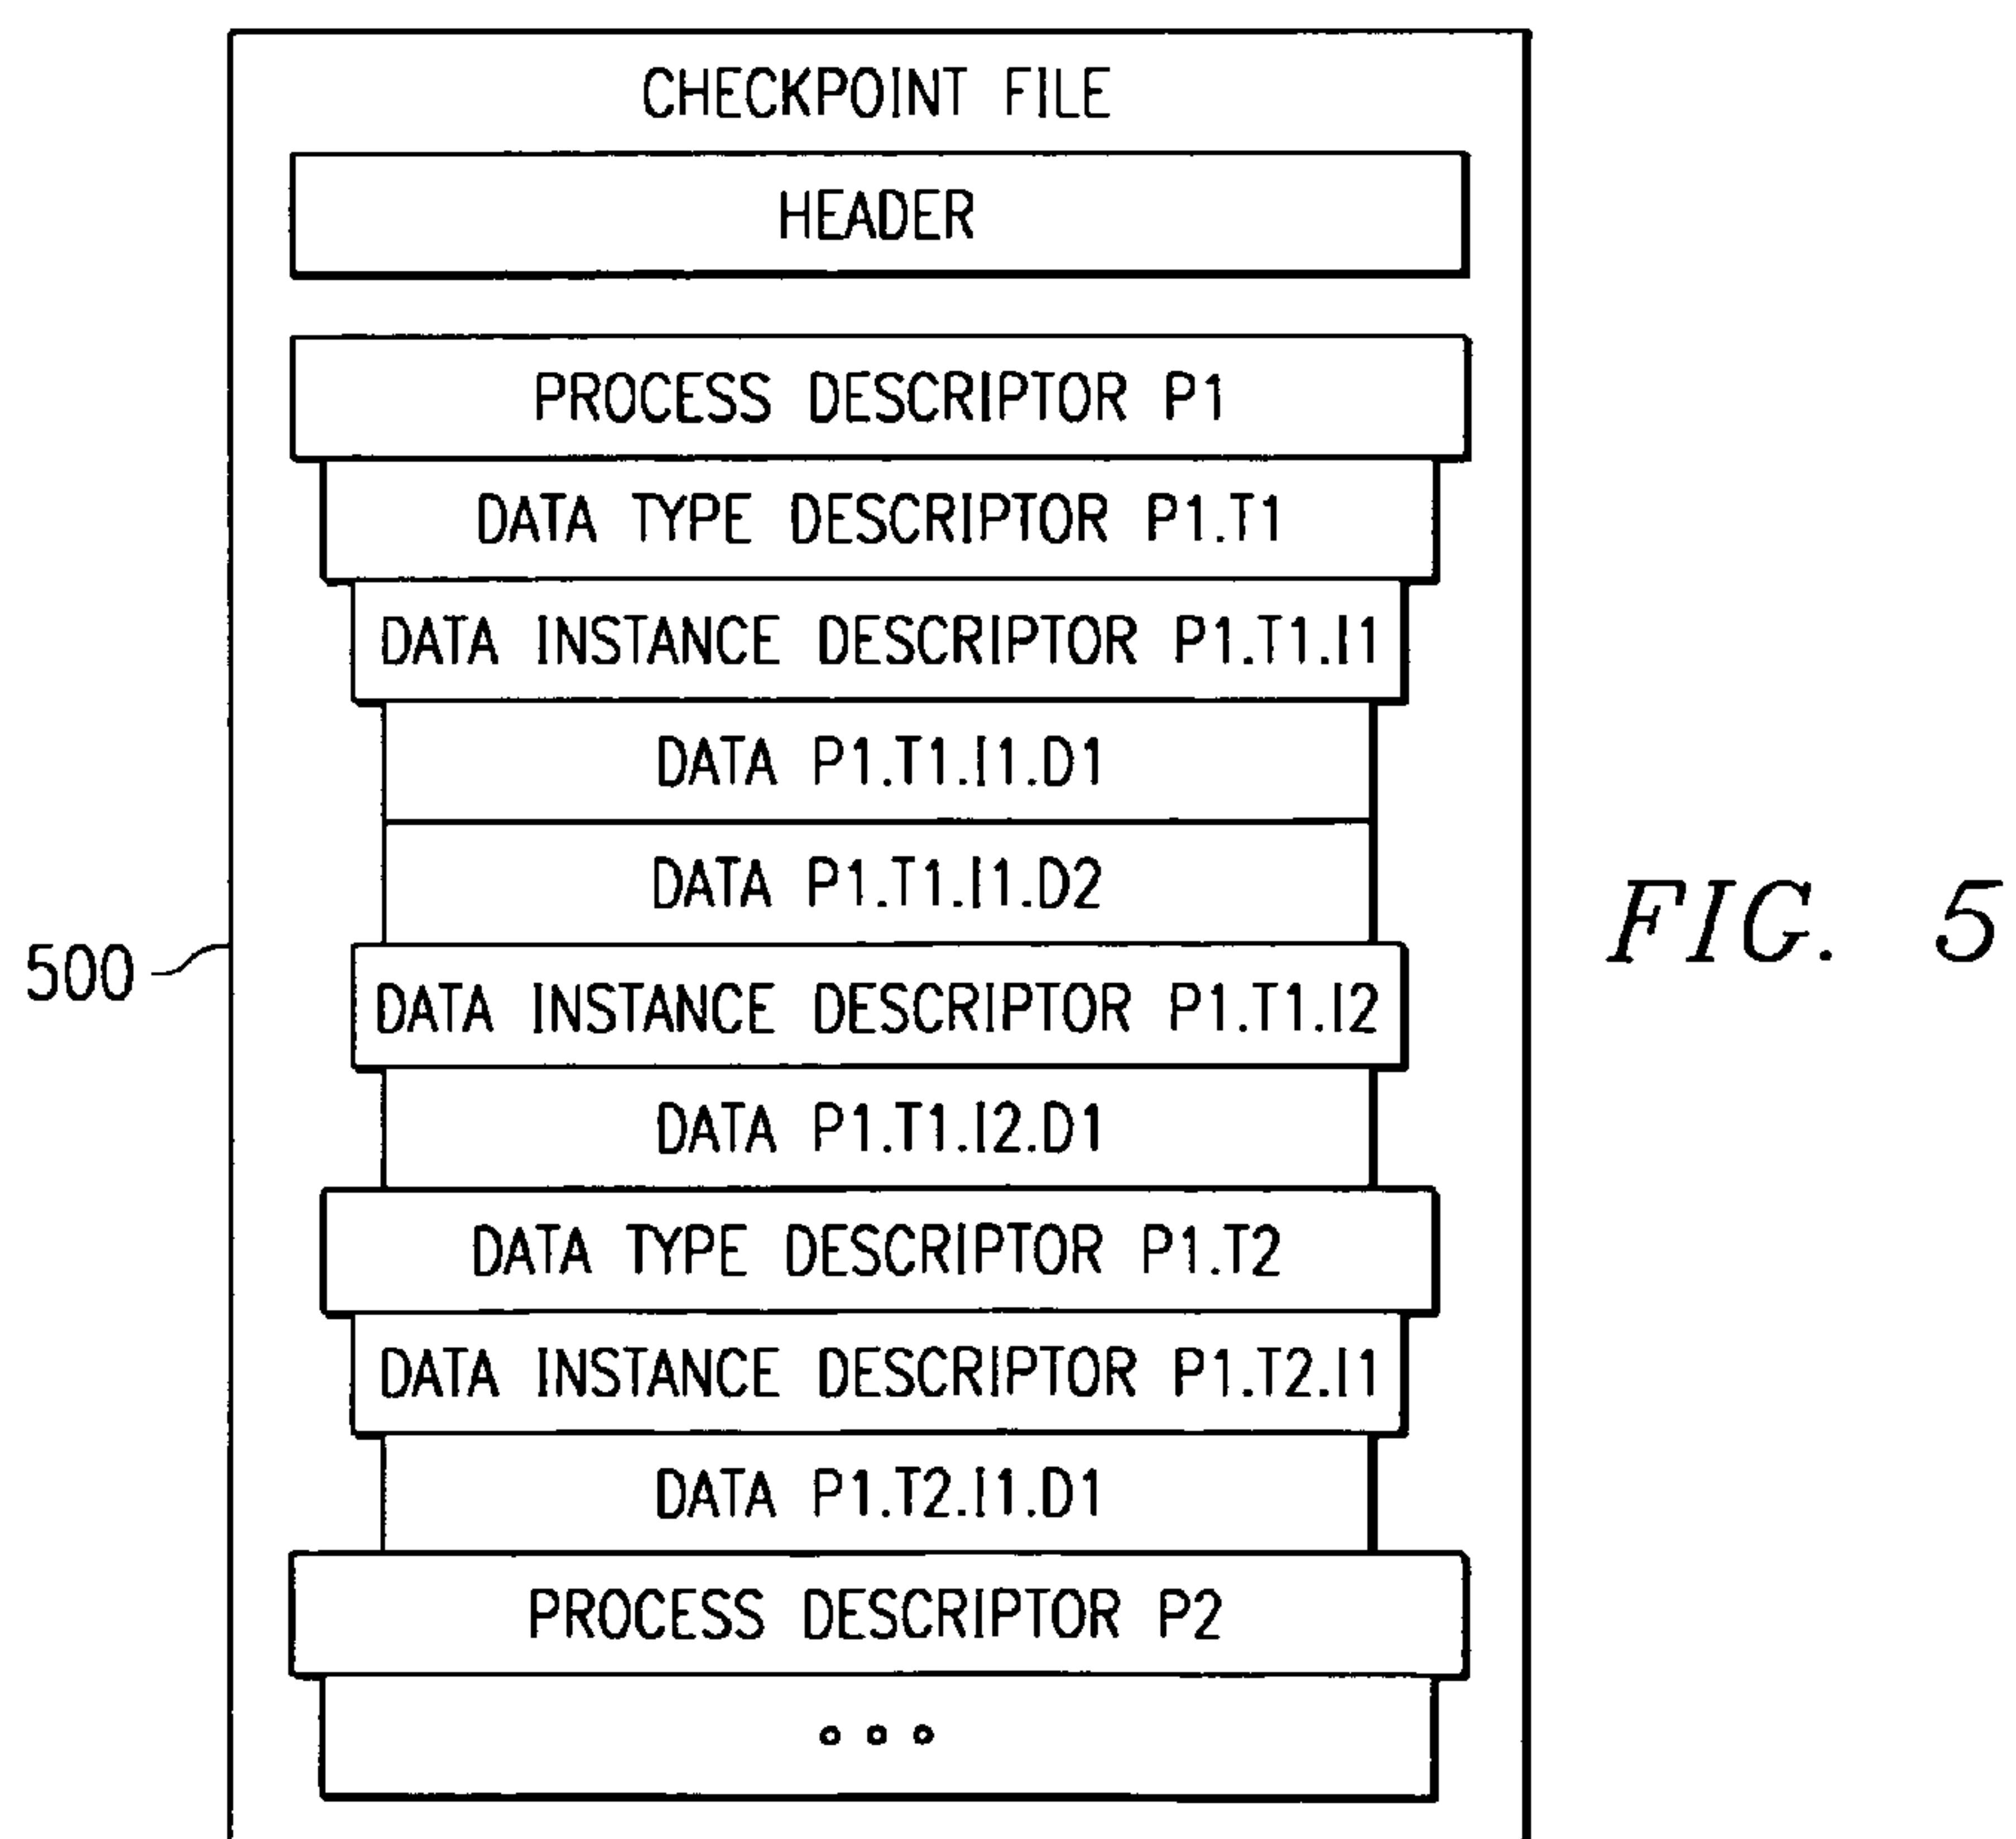 CHECKPOINT FILE
HEADER
PROCESS DESCRIPTOR P1
DATA TYPE DESCRIPTOR P1.T1
DATA INSTANCE DESCRIPTOR P1.T1.I1
DATA P1.T1.I1.D1
DATA P1.T1.I1.D2
500
DATA INSTANCE DESCRIPTOR P1.T1.I2
DATA P1.T1.I2.D1
DATA TYPE DESCRIPTOR P1.T2
DATA INSTANCE DESCRIPTOR P1.T2.I1
DATA P1.T2.I1.D1
PROCESS DESCRIPTOR P2
FIG. 5